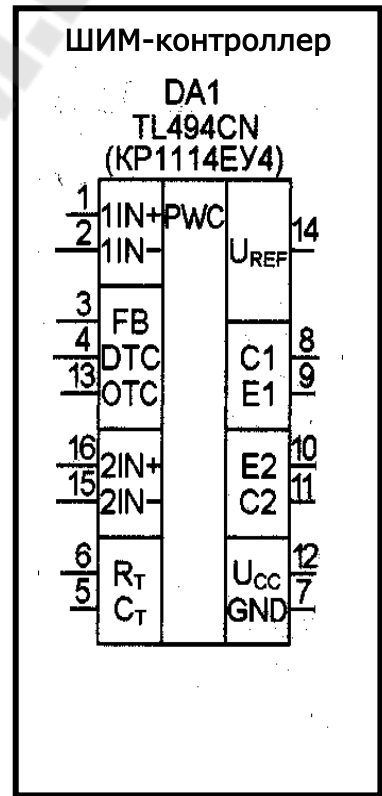 ШИМ-контроллер
DA1
TL494CN
(КР1114ЕУ4)
1 1IN+ PWC
2 1IN- UREF 14
3 FB
4 DTC C1 8
13 OTC E1 9
16 2IN+ E2 10
15 2IN- C2 11
6 RT UCC 12
5 CT GND 7